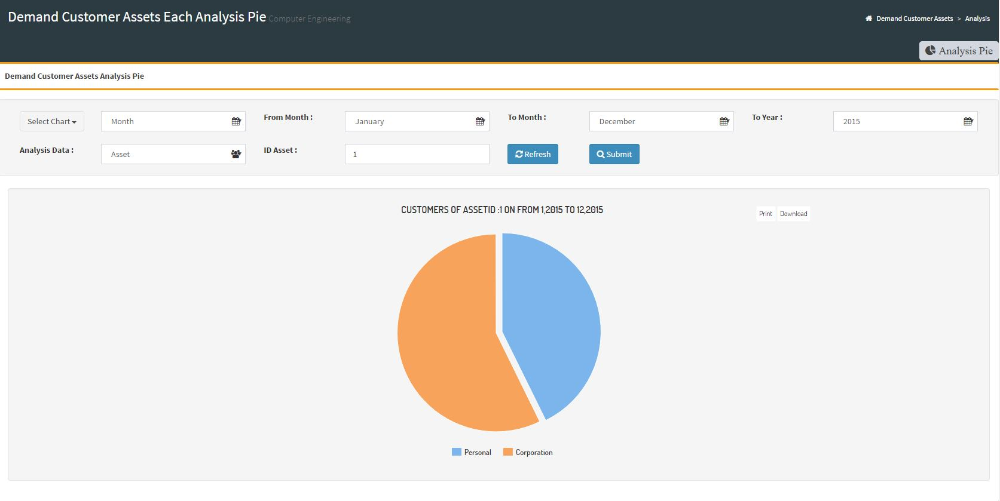 Demand Customer Assets Each Analysis Pie Computer Engineering
Demand Customer Assets > Analysis
Analysis Pie
Demand Customer Assets Analysis Pie
Select Chart Month From Month : January To Month : December To Year : 2015
Analysis Data : Asset ID Asset : 1 Refresh Submit
CUSTOMERS OF ASSETID :1 ON FROM 1,2015 TO 12,2015
Print Download
Personal Corporation